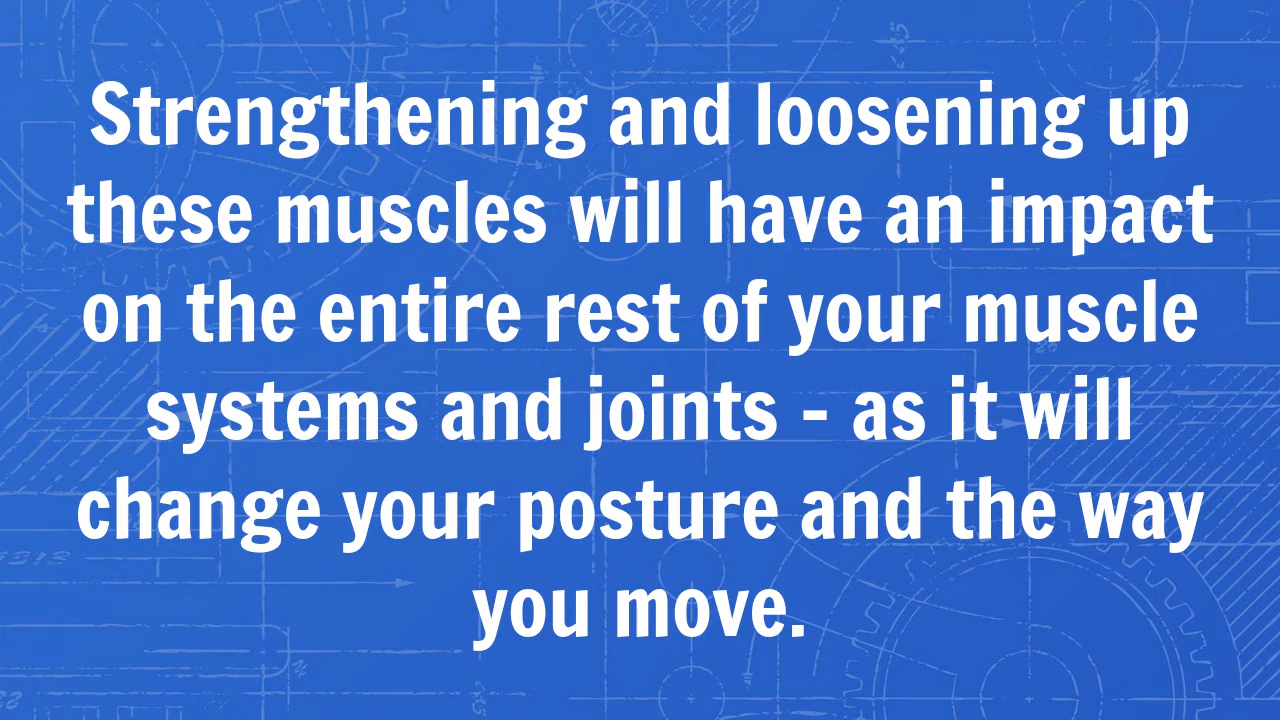 Strengthening and loosening up
these muscles will have an impact
on the entire rest of your muscle
systems and joints - as it will
change your posture and the way
you move.